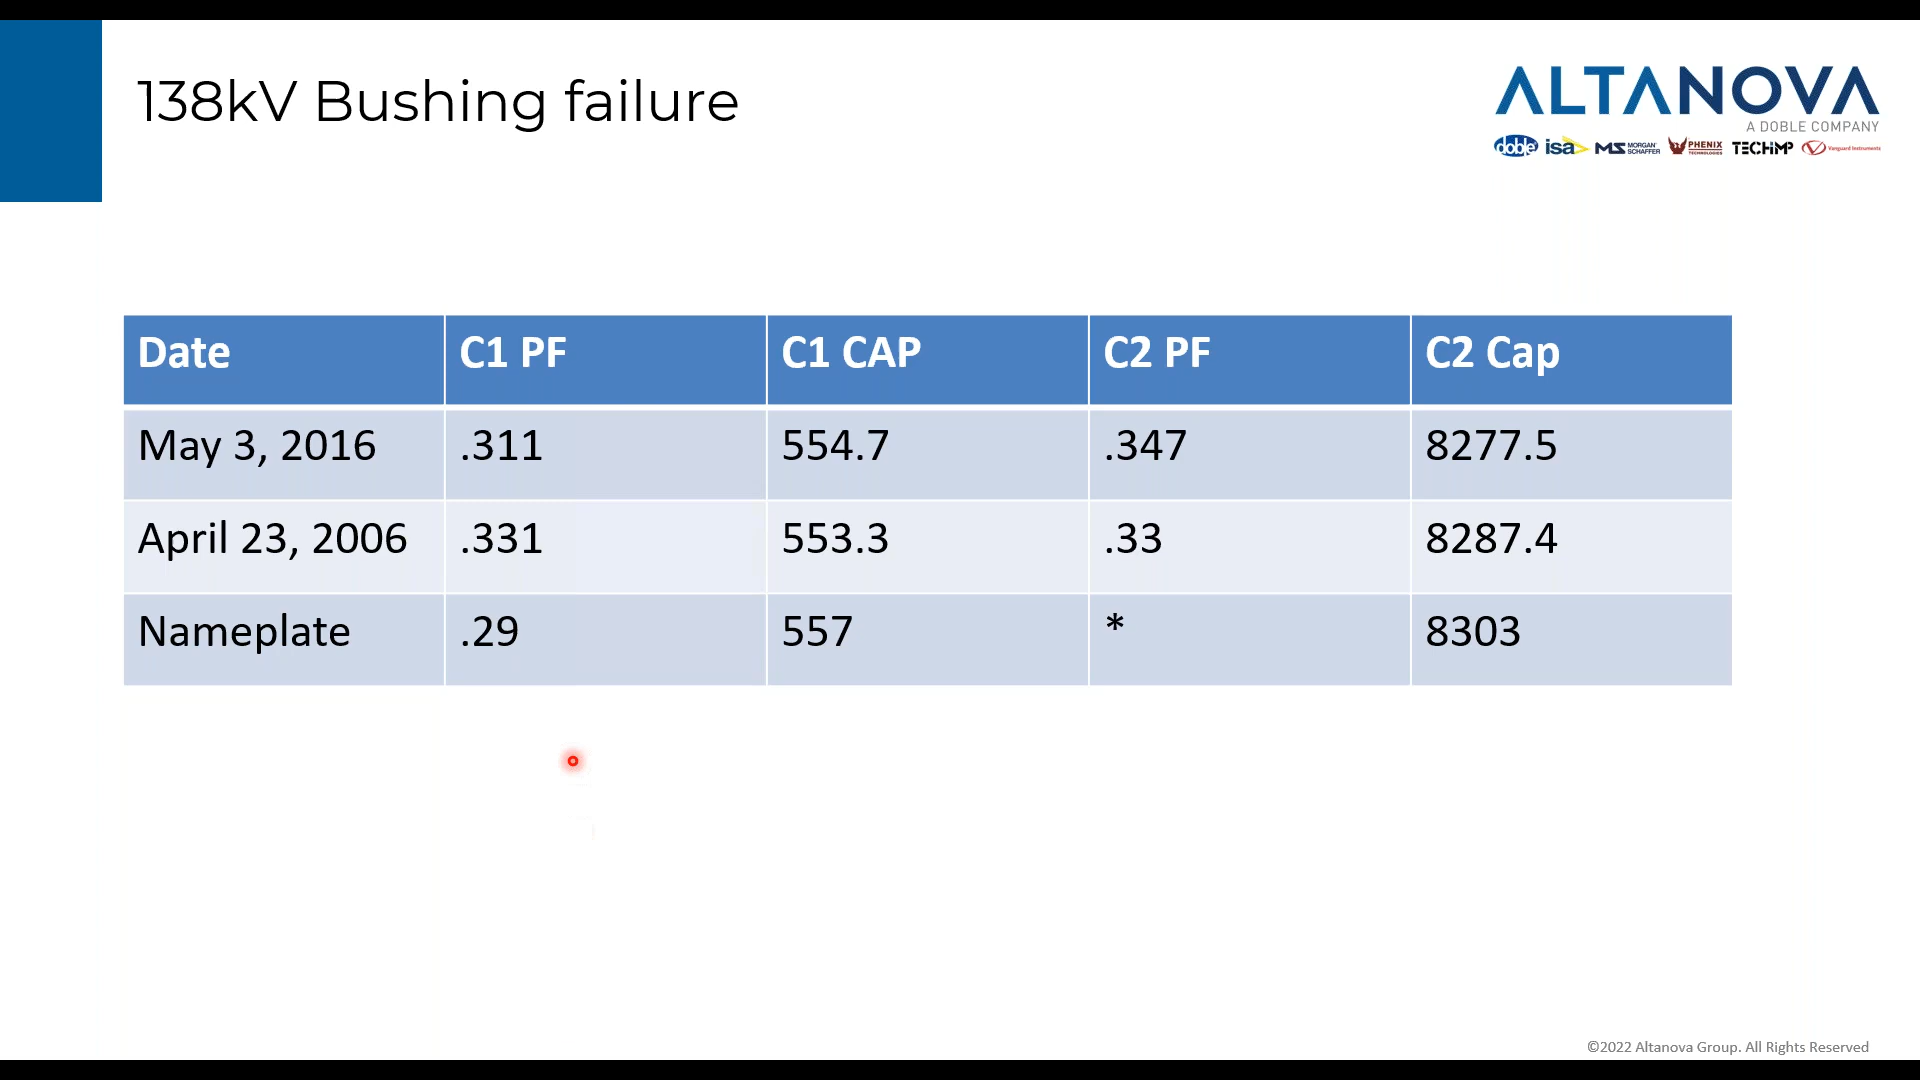 138kV Bushing failure
ALTANOVA
A DOBLE COMPANY
doble isa MS MORGAN SCHAFFER PHENIX TECHNOLOGIES TECHIMP Vanguard Instruments
Date C1 PF C1 CAP C2 PF C2 Cap
May 3, 2016 .311 554.7 .347 8277.5
April 23, 2006 .331 553.3 .33 8287.4
Nameplate .29 557 * 8303
©2022 Altanova Group. All Rights Reserved